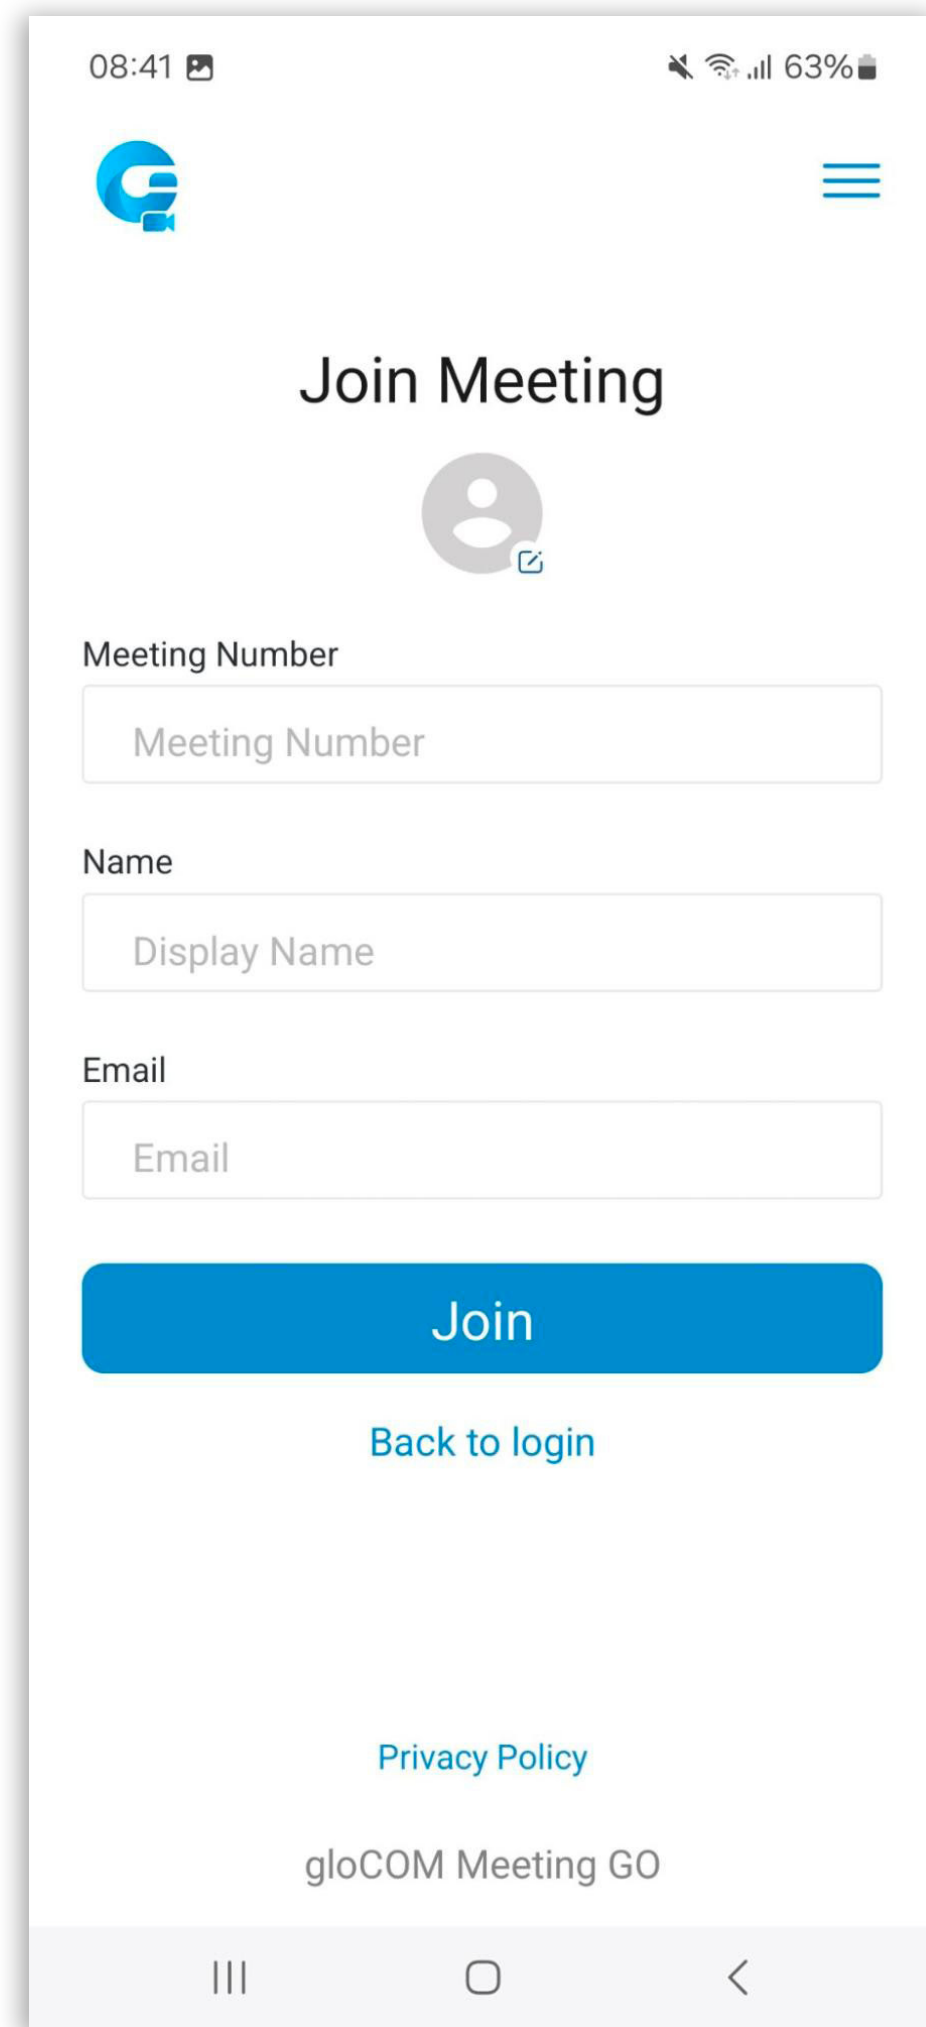 08:41 63%
Join Meeting
Meeting Number
Meeting Number
Name
Display Name
Email
Email
Join
Back to login
Privacy Policy
gloCOM Meeting GO